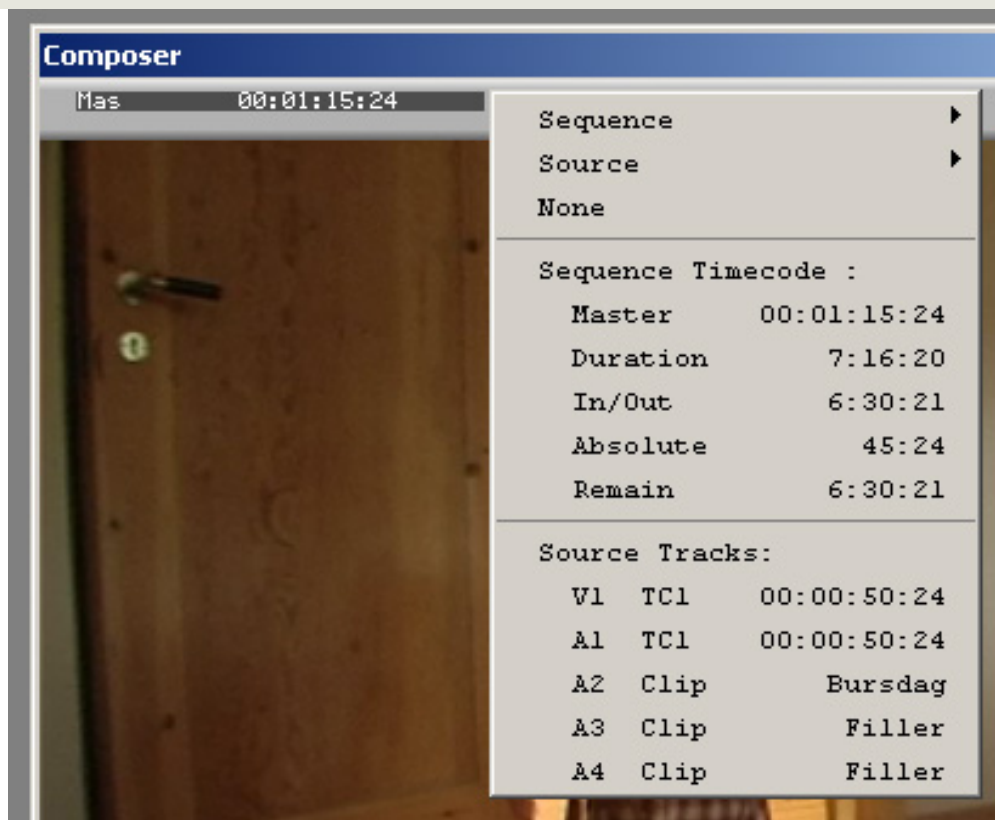 Composer
Mas 00:01:15:24
Sequence
Source
None
Sequence Timecode :
Master 00:01:15:24
Duration 7:16:20
In/Out 6:30:21
Absolute 45:24
Remain 6:30:21
Source Tracks:
V1 TC1 00:00:50:24
A1 TC1 00:00:50:24
A2 Clip Bursdag
A3 Clip Filler
A4 Clip Filler